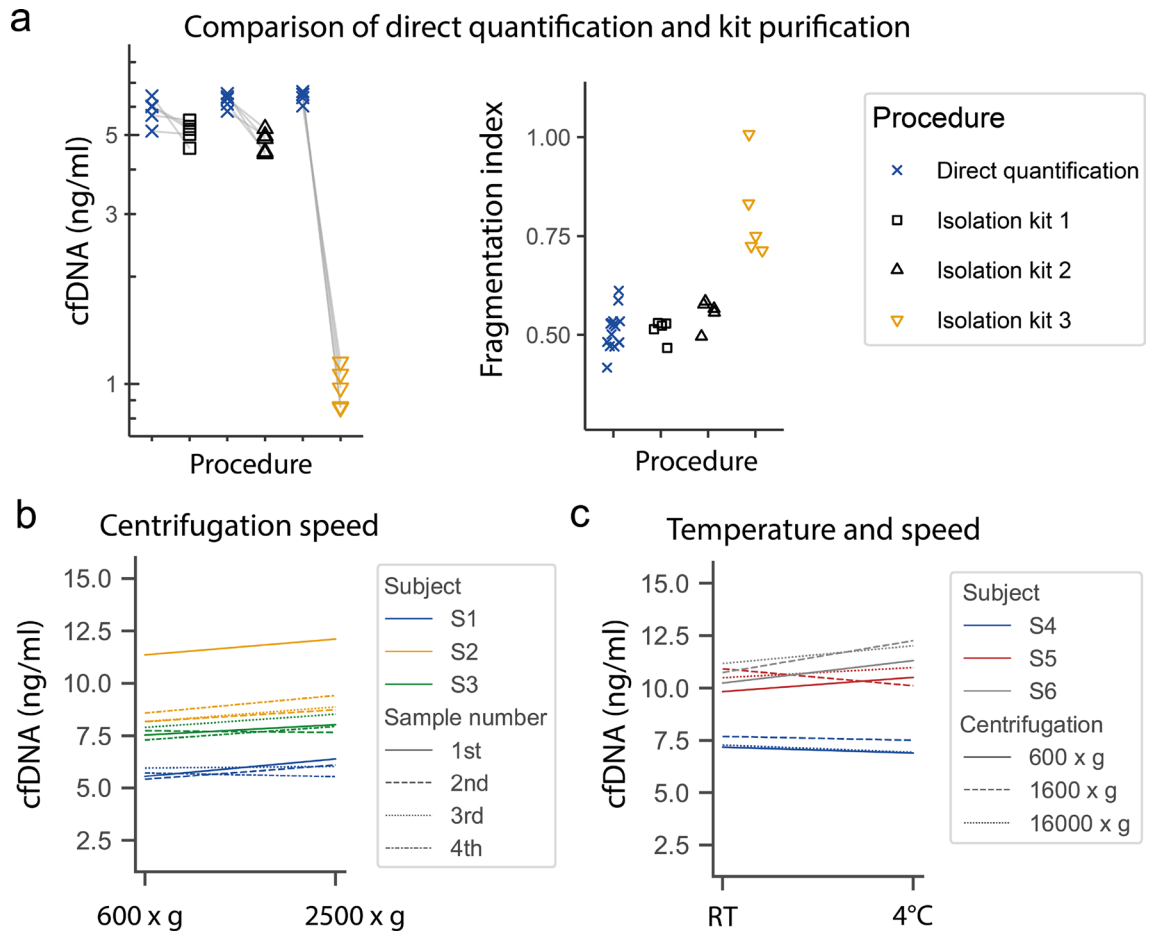 a
Comparison of direct quantification and kit purification
cfDNA (ng/ml)
5
3
1
Procedure
Fragmentation index
1.00
0.75
0.50
Procedure
Procedure
Direct quantification
Isolation kit 1
Isolation kit 2
Isolation kit 3
b
Centrifugation speed
cfDNA (ng/ml)
15.0
12.5
10.0
7.5
5.0
2.5
600 x g
2500 x g
Subject
S1
S2
S3
Sample number
1st
2nd
3rd
4th
c
Temperature and speed
cfDNA (ng/ml)
15.0
12.5
10.0
7.5
5.0
2.5
RT
4°C
Subject
S4
S5
S6
Centrifugation
600 x g
1600 x g
16000 x g